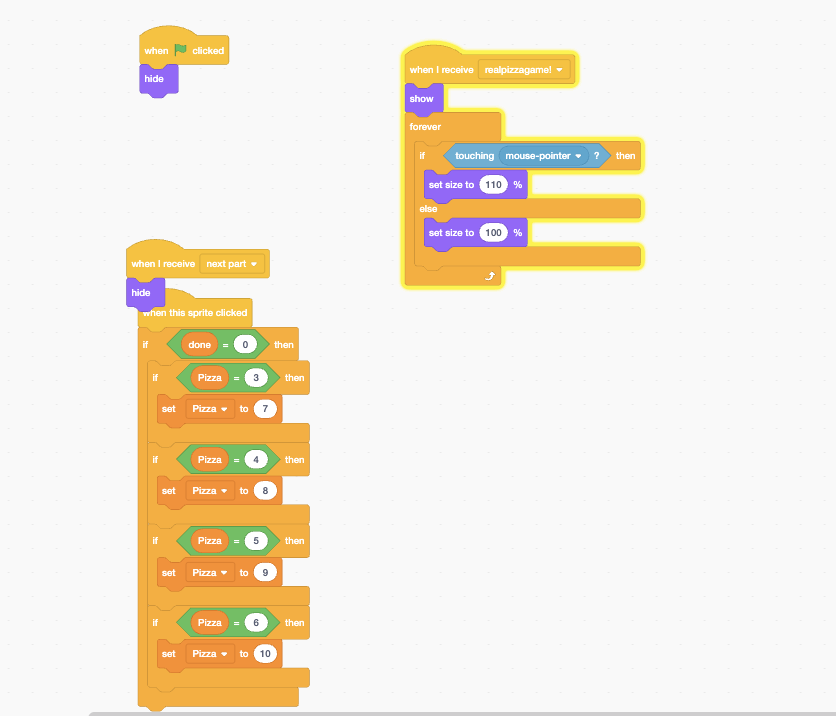 when clicked
hide
when I receive realpizzagame!
show
forever
if touching mouse-pointer ? then
set size to 110 %
else
set size to 100 %
when I receive next part
hide
when this sprite clicked
if done = 0 then
if Pizza = 3 then
set Pizza to 7
if Pizza = 4 then
set Pizza to 8
if Pizza = 5 then
set Pizza to 9
if Pizza = 6 then
set Pizza to 10